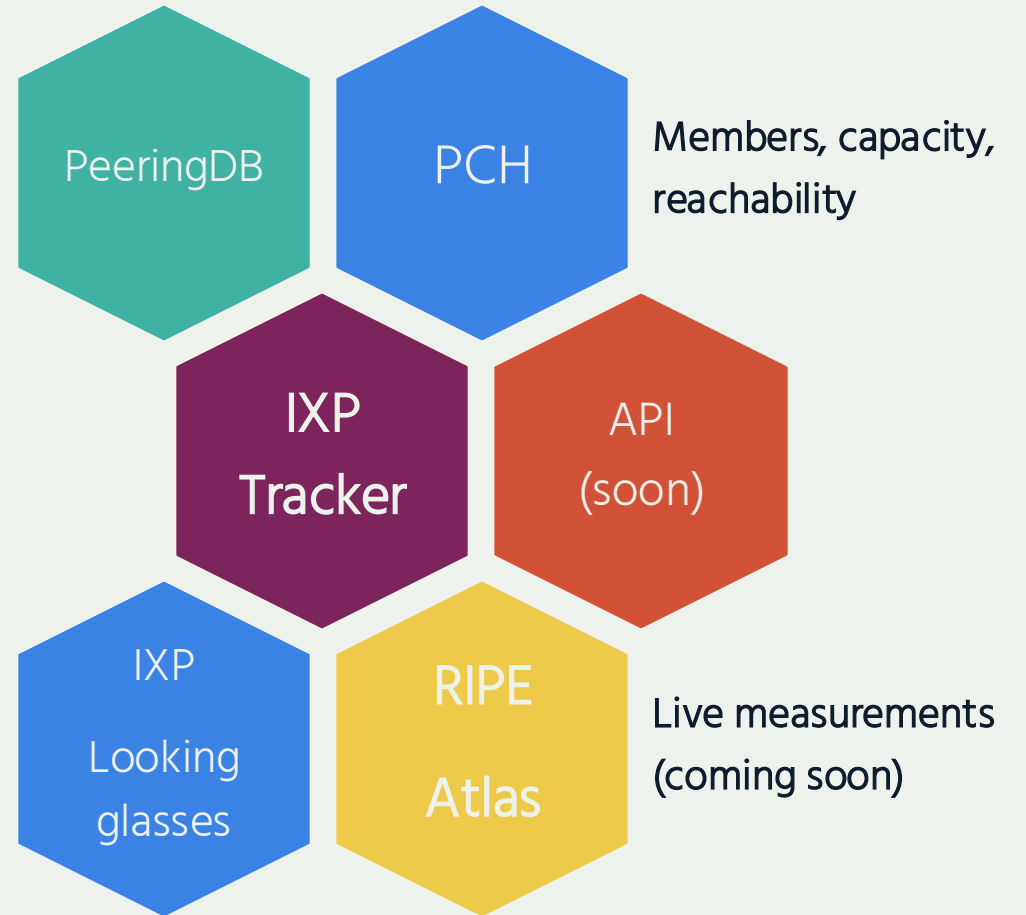 PeeringDB
PCH
Members, capacity,
reachability
IXP
Tracker
API
(soon)
IXP
Looking
glasses
RIPE
Atlas
Live measurements
(coming soon)